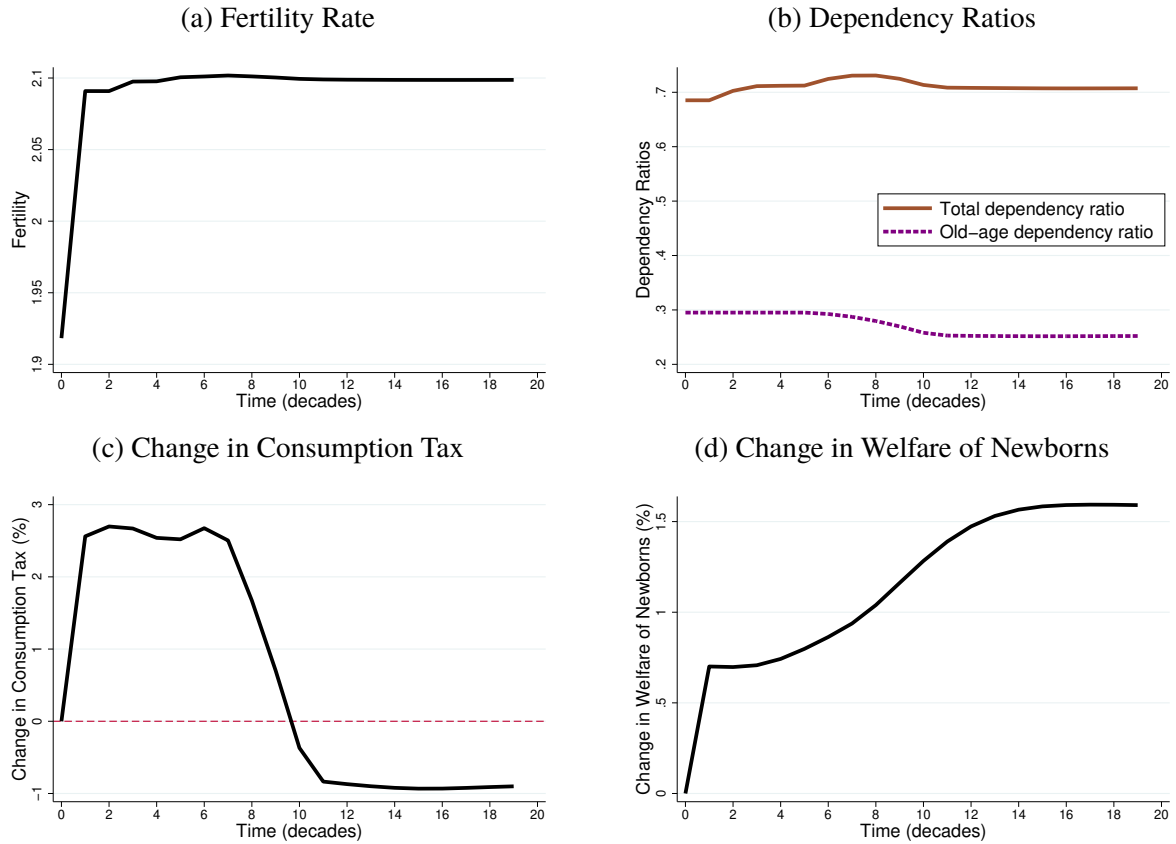 (a) Fertility Rate
Fertility
2.1
2.05
2
1.95
1.9
0 2 4 6 8 10 12 14 16 18 20
Time (decades)
(b) Dependency Ratios
Dependency Ratios
.7
.6
.5
.4
.3
.2
Total dependency ratio
Old-age dependency ratio
0 2 4 6 8 10 12 14 16 18 20
Time (decades)
(c) Change in Consumption Tax
Change in Consumption Tax (%)
3
2
1
0
-1
0 2 4 6 8 10 12 14 16 18 20
Time (decades)
(d) Change in Welfare of Newborns
Change in Welfare of Newborns (%)
1.5
1
.5
0
0 2 4 6 8 10 12 14 16 18 20
Time (decades)